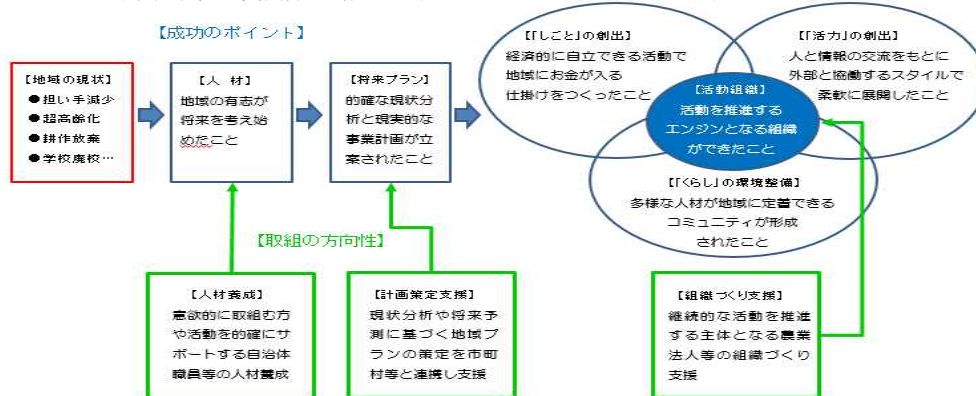 【成功のポイント】
【地域の現状】
●担い手減少
●超高齢化
●耕作放棄
●学校廃校…
【人 材】
地域の有志が
将来を考え始
めたこと
【将来プラン】
的確な現状分
析と現実的な
事業計画が立
案されたこと
【「しごと」の創出】
経済的に自立できる活動で
地域にお金が入る
仕掛けをつくったこと
【「活力」の創出】
人と情報の交流をもとに
外部と協働するスタイルで
柔軟に展開したこと
【活動組織】
活動を推進する
エンジンとなる組織
ができたこと
【「くらし」の環境整備】
多様な人材が地域に定着できる
コミュニティが形成
されたこと
【取組の方向性】
【人材養成】
意欲的に取組む方
や活動を的確にサ
ポートする自治体
職員等の人材養成
【計画策定支援】
現状分析や将来予
測に基づく地域プ
ランの策定を市町
村等と連携し支援
【組織づくり支援】
継続的な活動を推進
する主体となる農業
法人等の組織づくり
支援